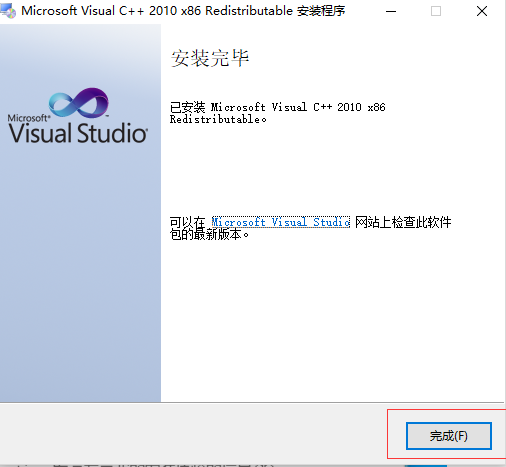 Microsoft Visual C++ 2010 x86 Redistributable 安装程序
安装完毕
已安装 Microsoft Visual C++ 2010 x86
Redistributable。
Microsoft®
Visual Studio®
可以在 Microsoft Visual Studio 网站上检查此软件
包的最新版本。
完成(F)